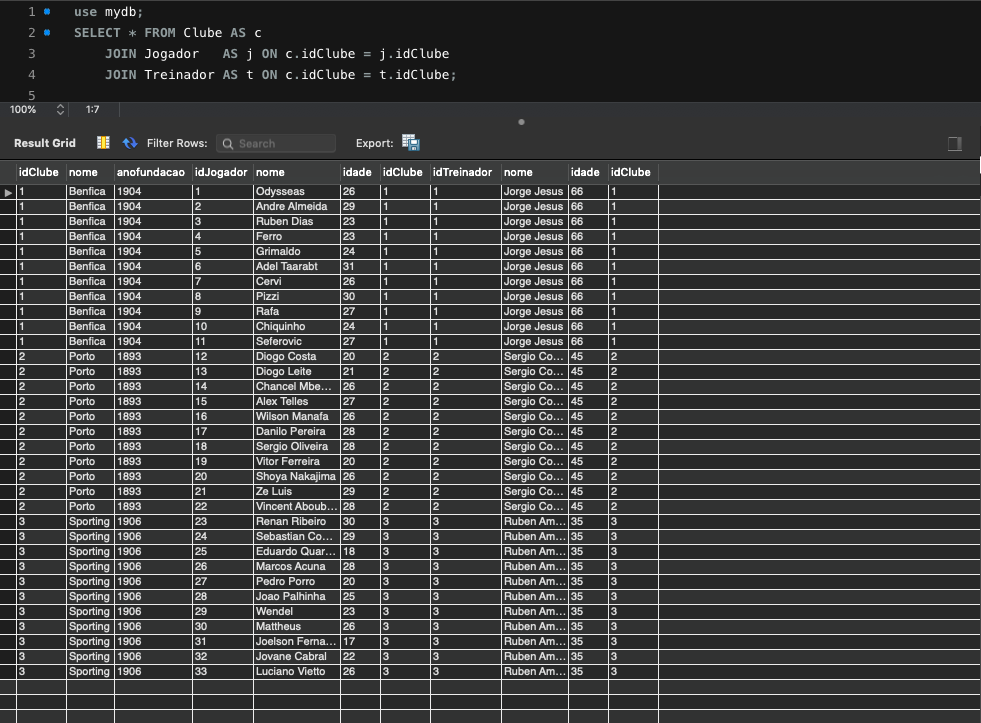 1 use mydb;
2 SELECT * FROM Clube AS c
3 JOIN Jogador AS j ON c.idClube = j.idClube
4 JOIN Treinador AS t ON c.idClube = t.idClube;
5
100% 1:7
Result Grid Filter Rows: Search Export:
idClube nome anofundacao idJogador nome idade idClube idTreinador nome idade idClube
1 Benfica 1904 1 Odysseas 26 1 1 Jorge Jesus 66 1
1 Benfica 1904 2 Andre Almeida 29 1 1 Jorge Jesus 66 1
1 Benfica 1904 3 Ruben Dias 23 1 1 Jorge Jesus 66 1
1 Benfica 1904 4 Ferro 23 1 1 Jorge Jesus 66 1
1 Benfica 1904 5 Grimaldo 24 1 1 Jorge Jesus 66 1
1 Benfica 1904 6 Adel Taarabt 31 1 1 Jorge Jesus 66 1
1 Benfica 1904 7 Cervi 26 1 1 Jorge Jesus 66 1
1 Benfica 1904 8 Pizzi 30 1 1 Jorge Jesus 66 1
1 Benfica 1904 9 Rafa 27 1 1 Jorge Jesus 66 1
1 Benfica 1904 10 Chiquinho 24 1 1 Jorge Jesus 66 1
1 Benfica 1904 11 Seferovic 27 1 1 Jorge Jesus 66 1
2 Porto 1893 12 Diogo Costa 20 2 2 Sergio Co... 45 2
2 Porto 1893 13 Diogo Leite 21 2 2 Sergio Co... 45 2
2 Porto 1893 14 Chancel Mbe... 26 2 2 Sergio Co... 45 2
2 Porto 1893 15 Alex Telles 27 2 2 Sergio Co... 45 2
2 Porto 1893 16 Wilson Manafa 26 2 2 Sergio Co... 45 2
2 Porto 1893 17 Danilo Pereira 28 2 2 Sergio Co... 45 2
2 Porto 1893 18 Sergio Oliveira 28 2 2 Sergio Co... 45 2
2 Porto 1893 19 Vitor Ferreira 20 2 2 Sergio Co... 45 2
2 Porto 1893 20 Shoya Nakajima 26 2 2 Sergio Co... 45 2
2 Porto 1893 21 Ze Luis 29 2 2 Sergio Co... 45 2
2 Porto 1893 22 Vincent Aboub... 28 2 2 Sergio Co... 45 2
3 Sporting 1906 23 Renan Ribeiro 30 3 3 Ruben Am... 35 3
3 Sporting 1906 24 Sebastian Co... 29 3 3 Ruben Am... 35 3
3 Sporting 1906 25 Eduardo Quar... 18 3 3 Ruben Am... 35 3
3 Sporting 1906 26 Marcos Acuna 28 3 3 Ruben Am... 35 3
3 Sporting 1906 27 Pedro Porro 20 3 3 Ruben Am... 35 3
3 Sporting 1906 28 Joao Palhinha 25 3 3 Ruben Am... 35 3
3 Sporting 1906 29 Wendel 23 3 3 Ruben Am... 35 3
3 Sporting 1906 30 Mattheus 26 3 3 Ruben Am... 35 3
3 Sporting 1906 31 Joelson Ferna... 17 3 3 Ruben Am... 35 3
3 Sporting 1906 32 Jovane Cabral 22 3 3 Ruben Am... 35 3
3 Sporting 1906 33 Luciano Vietto 26 3 3 Ruben Am... 35 3